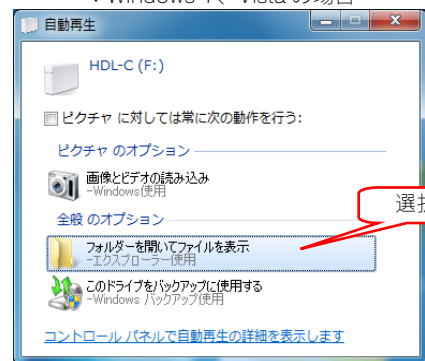 ・Windows 7、Vista の場合
自動再生
HDL-C (F:)
ピクチャ に対しては常に次の動作を行う:
ピクチャ のオプション
画像とビデオの読み込み
-Windows使用
全般 のオプション
フォルダーを開いてファイルを表示
-エクスプローラー使用
選択
このドライブをバックアップに使用する
-Windows バックアップ使用
コントロール パネルで自動再生の詳細を表示します